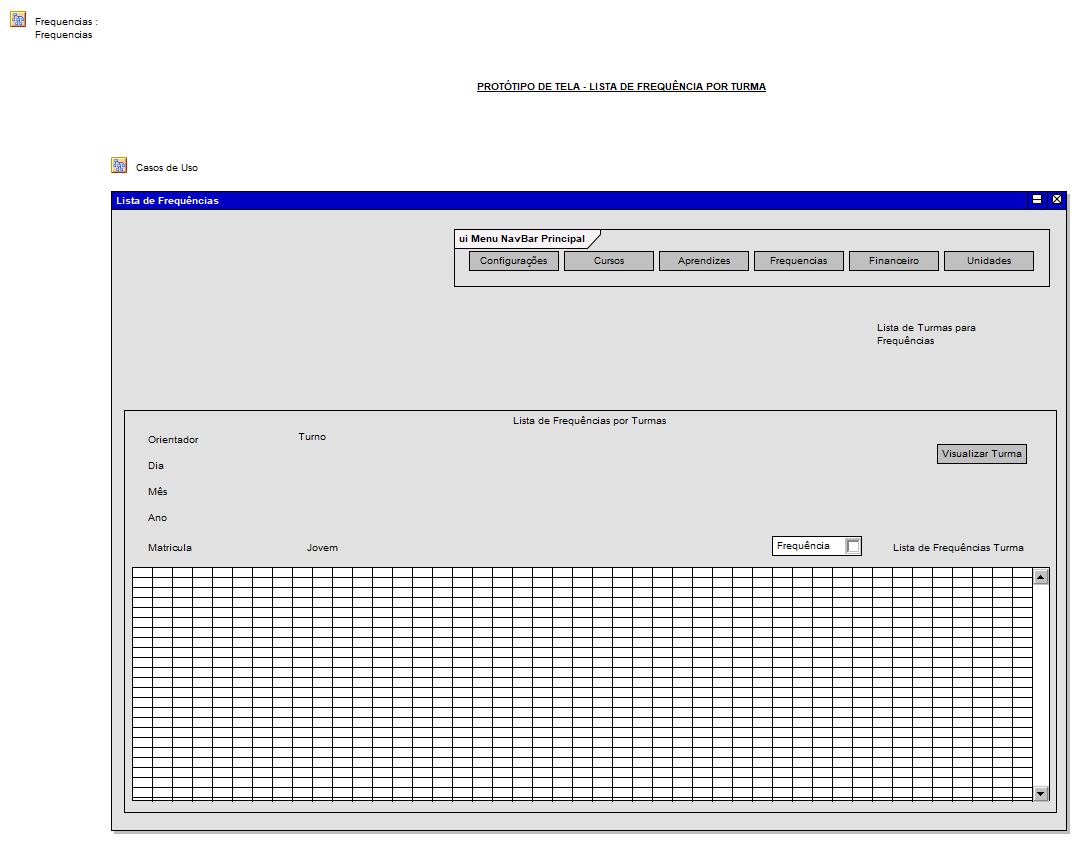 Frequencias :
Frequencias
PROTÓTIPO DE TELA - LISTA DE FREQUÊNCIA POR TURMA
Casos de Uso
Lista de Frequências
ui Menu NavBar Principal
Configurações Cursos Aprendizes Frequencias Financeiro Unidades
Lista de Turmas para
Frequências
Lista de Frequências por Turmas
Orientador Turno
Visualizar Turma
Dia
Mês
Ano
Matricula Jovem Frequência Lista de Frequências Turma